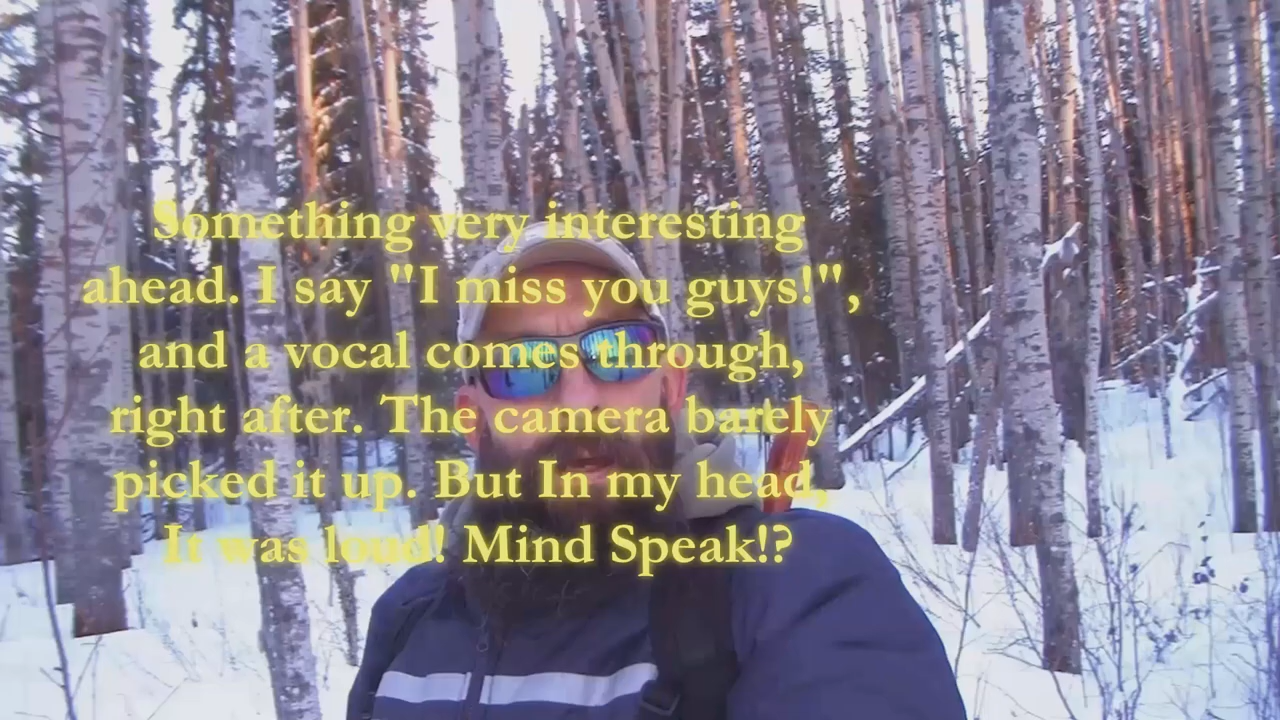 Something very interesting
ahead. I say "I miss you guys!",
and a vocal comes through,
right after. The camera barely
picked it up. But In my head,
It was loud! Mind Speak!?